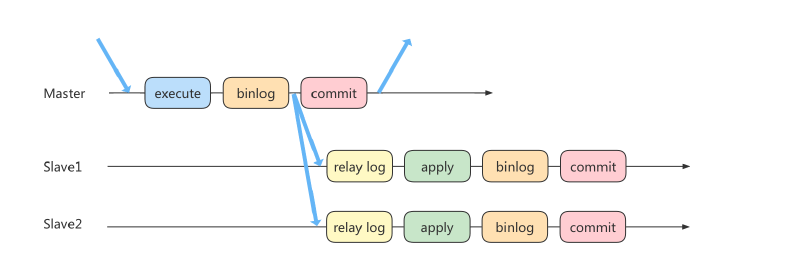 Master execute binlog commit
Slave1 relay log apply binlog commit
Slave2 relay log apply binlog commit